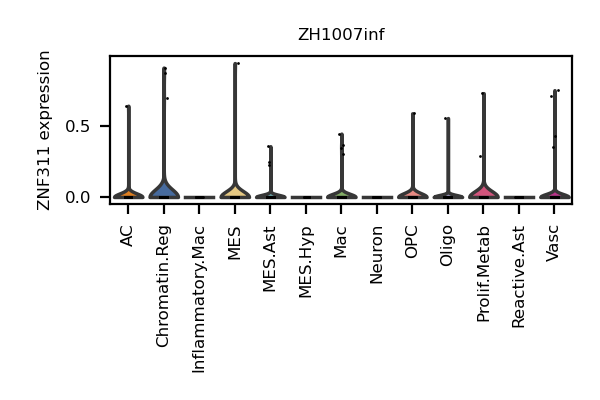 ZH1007inf
ZNF311 expression
0.5
0.0
AC
Chromatin.Reg
Inflammatory.Mac
MES
MES.Ast
MES.Hyp
Mac
Neuron
OPC
Oligo
Prolif.Metab
Reactive.Ast
Vasc